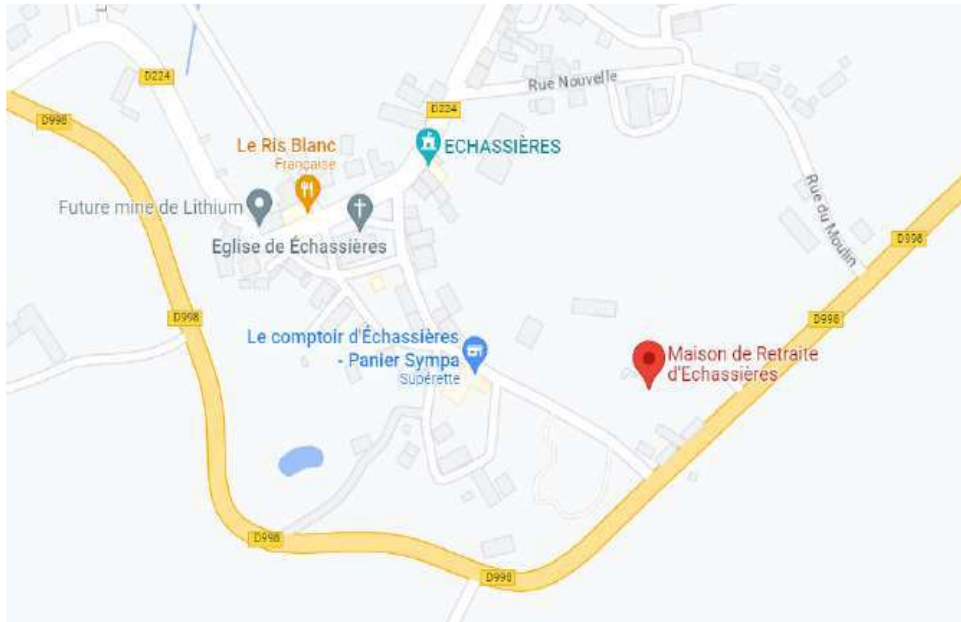 D224
Rue Nouvelle
D224
D998
Le Ris Blanc
Française
ECHASSIÈRES
Rue du Moulin
Future mine de Lithium
Eglise de Échassières
D998
D998
D998
Le comptoir d'Échassières
- Panier Sympa
Supérette
Maison de Retraite
d'Echassières
D998
D998